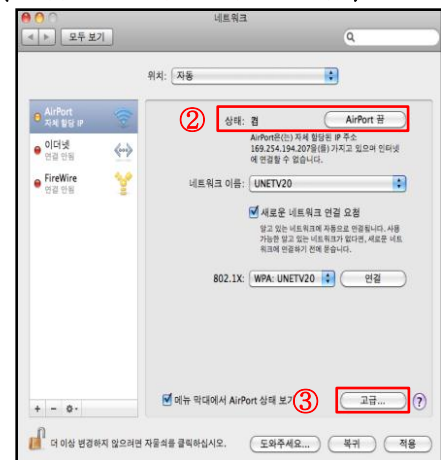 네트워크
모두 보기
위치: 자동
AirPort
자체 할당 IP
이더넷
연결 안됨
FireWire
연결 안됨
② 상태: 켬 AirPort 끔
AirPort은(는) 자체 할당된 IP 주소
169.254.194.207을(를) 가지고 있으며 인터넷
에 연결할 수 없습니다.
네트워크 이름: UNETV20
새로운 네트워크 연결 요청
알고 있는 네트워크에 자동으로 연결됩니다. 사용
가능한 알고 있는 네트워크가 없다면, 새로운 네트
워크에 연결하기 전에 묻습니다.
802.1X: WPA: UNETV20 연결
메뉴 막대에서 AirPort 상태 보기 ③ 고급... ?
더 이상 변경하지 않으려면 자물쇠를 클릭하십시오. 도와주세요... 복귀 적용